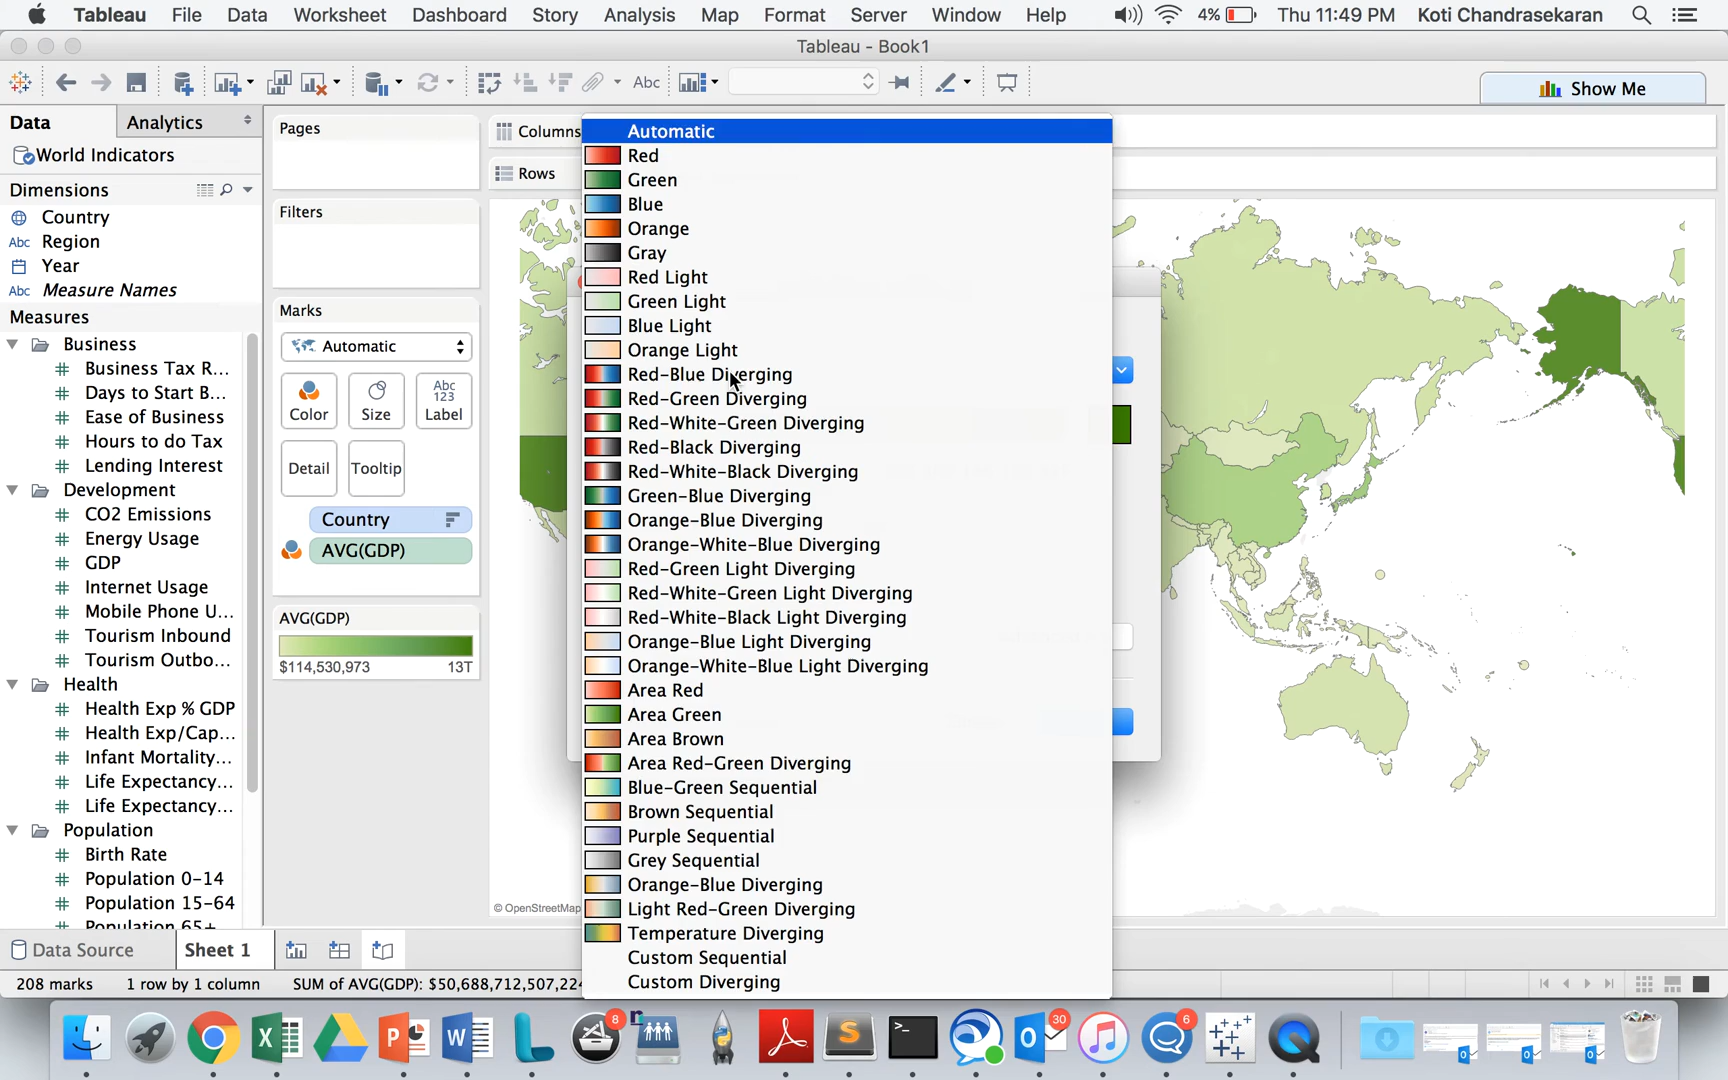 Tableau File Data Worksheet Dashboard Story Analysis Map Format Server Window Help 4% Thu 11:49 PM Koti Chandrasekaran
Tableau - Book1
Abc
Show Me
Data Analytics
World Indicators
Dimensions
Country
Abc Region
Year
Abc Measure Names
Measures
Business
Business Tax R...
Days to Start B...
Ease of Business
Hours to do Tax
Lending Interest
Development
CO2 Emissions
Energy Usage
GDP
Internet Usage
Mobile Phone U...
Tourism Inbound
Tourism Outbo...
Health
Health Exp % GDP
Health Exp/Cap...
Infant Mortality...
Life Expectancy...
Life Expectancy...
Population
Birth Rate
Population 0-14
Population 15-64
Population 65+
Pages
Filters
Marks
Automatic
Color Size Abc 123 Label
Detail Tooltip
Country
AVG(GDP)
AVG(GDP)
$114,530,973 13T
Columns
Rows
Automatic
Red
Green
Blue
Orange
Gray
Red Light
Green Light
Blue Light
Orange Light
Red-Blue Diverging
Red-Green Diverging
Red-White-Green Diverging
Red-Black Diverging
Red-White-Black Diverging
Green-Blue Diverging
Orange-Blue Diverging
Orange-White-Blue Diverging
Red-Green Light Diverging
Red-White-Green Light Diverging
Red-White-Black Light Diverging
Orange-Blue Light Diverging
Orange-White-Blue Light Diverging
Area Red
Area Green
Area Brown
Area Red-Green Diverging
Blue-Green Sequential
Brown Sequential
Purple Sequential
Grey Sequential
Orange-Blue Diverging
Light Red-Green Diverging
Temperature Diverging
Custom Sequential
Custom Diverging
© OpenStreetMap
Data Source Sheet 1
208 marks 1 row by 1 column SUM of AVG(GDP): $50,688,712,507,224
8 30 6